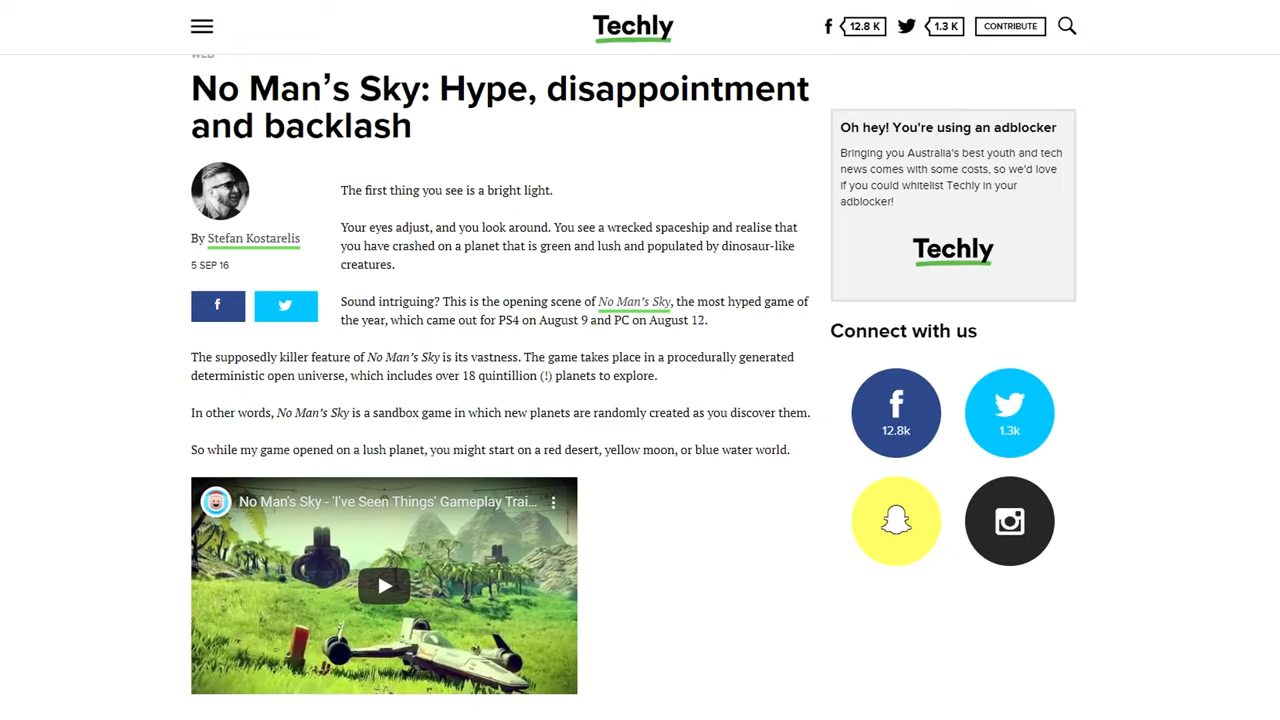 Techly
12.8 K
1.3 K
CONTRIBUTE
WEB
No Man’s Sky: Hype, disappointment
and backlash
By Stefan Kostarelis
5 SEP 16
The first thing you see is a bright light.
Your eyes adjust, and you look around. You see a wrecked spaceship and realise that
you have crashed on a planet that is green and lush and populated by dinosaur-like
creatures.
Sound intriguing? This is the opening scene of No Man’s Sky, the most hyped game of
the year, which came out for PS4 on August 9 and PC on August 12.
The supposedly killer feature of No Man’s Sky is its vastness. The game takes place in a procedurally generated
deterministic open universe, which includes over 18 quintillion (!) planets to explore.
In other words, No Man’s Sky is a sandbox game in which new planets are randomly created as you discover them.
So while my game opened on a lush planet, you might start on a red desert, yellow moon, or blue water world.
No Man's Sky - 'I've Seen Things' Gameplay Trai...
Oh hey! You're using an adblocker
Bringing you Australia's best youth and tech
news comes with some costs, so we'd love
if you could whitelist Techly in your
adblocker!
Techly
Connect with us
12.8k
1.3k